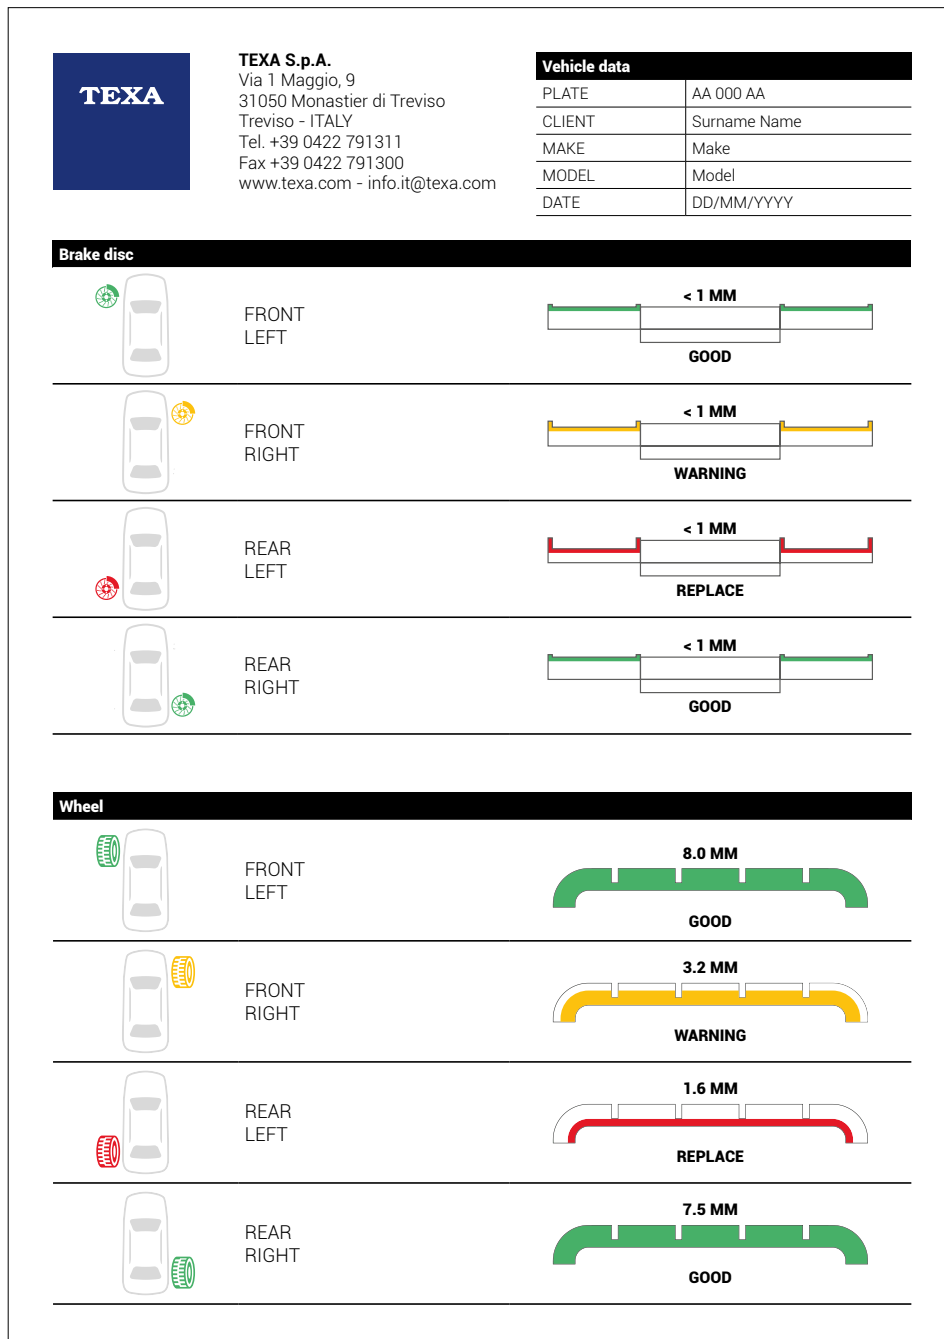 TEXA
TEXA S.p.A.
Via 1 Maggio, 9
31050 Monastier di Treviso
Treviso - ITALY
Tel. +39 0422 791311
Fax +39 0422 791300
www.texa.com - info.it@texa.com
Vehicle data
PLATE AA 000 AA
CLIENT Surname Name
MAKE Make
MODEL Model
DATE DD/MM/YYYY
Brake disc
FRONT
LEFT
< 1 MM
GOOD
FRONT
RIGHT
< 1 MM
WARNING
REAR
LEFT
< 1 MM
REPLACE
REAR
RIGHT
< 1 MM
GOOD
Wheel
FRONT
LEFT
8.0 MM
GOOD
FRONT
RIGHT
3.2 MM
WARNING
REAR
LEFT
1.6 MM
REPLACE
REAR
RIGHT
7.5 MM
GOOD